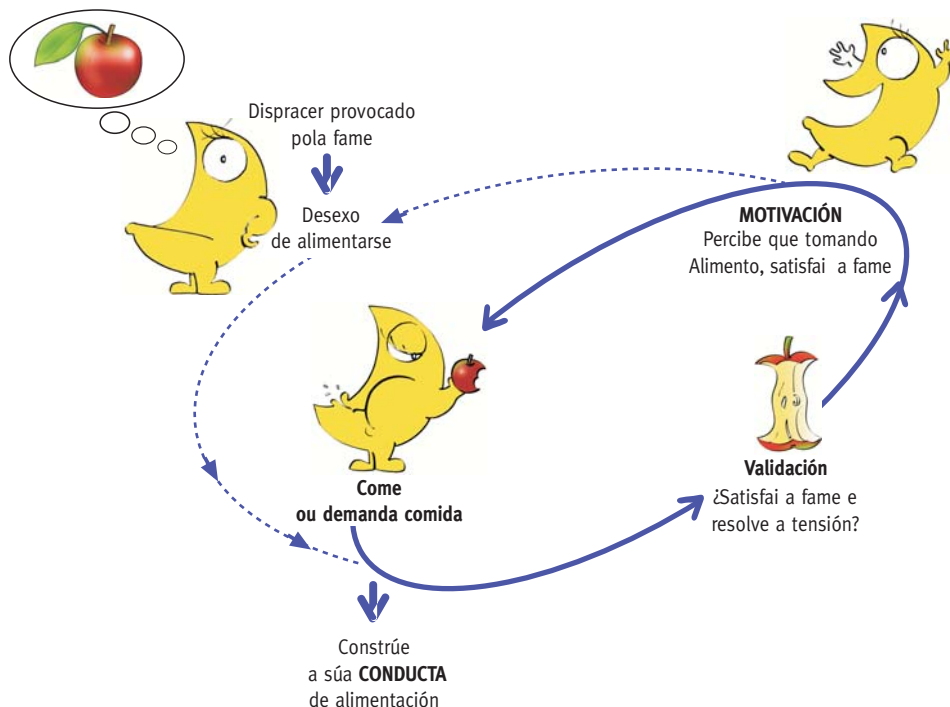 Dispracer provocado
pola fame
Desexo
de alimentarse
MOTIVACIÓN
Percibe que tomando
Alimento, satisfai a fame
Come
ou demanda comida
Validación
¿Satisfai a fame e
resolve a tensión?
Constrúe
a súa CONDUCTA
de alimentación